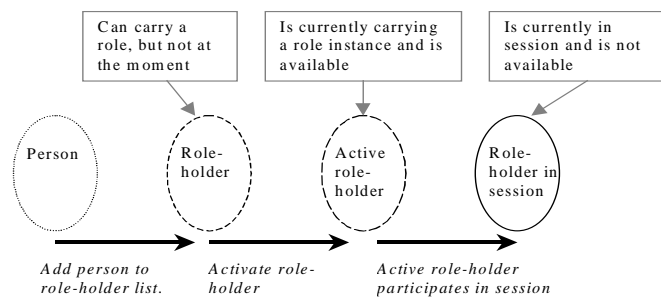 Can carry a
role, but not at
the moment
Is currently carrying
a role instance and is
available
Is currently in
session and is not
available
Person
Role-
holder
Active
role-
holder
Role-
holder in
session
Add person to
role-holder list.
Activate role-
holder
Active role-holder
participates in session